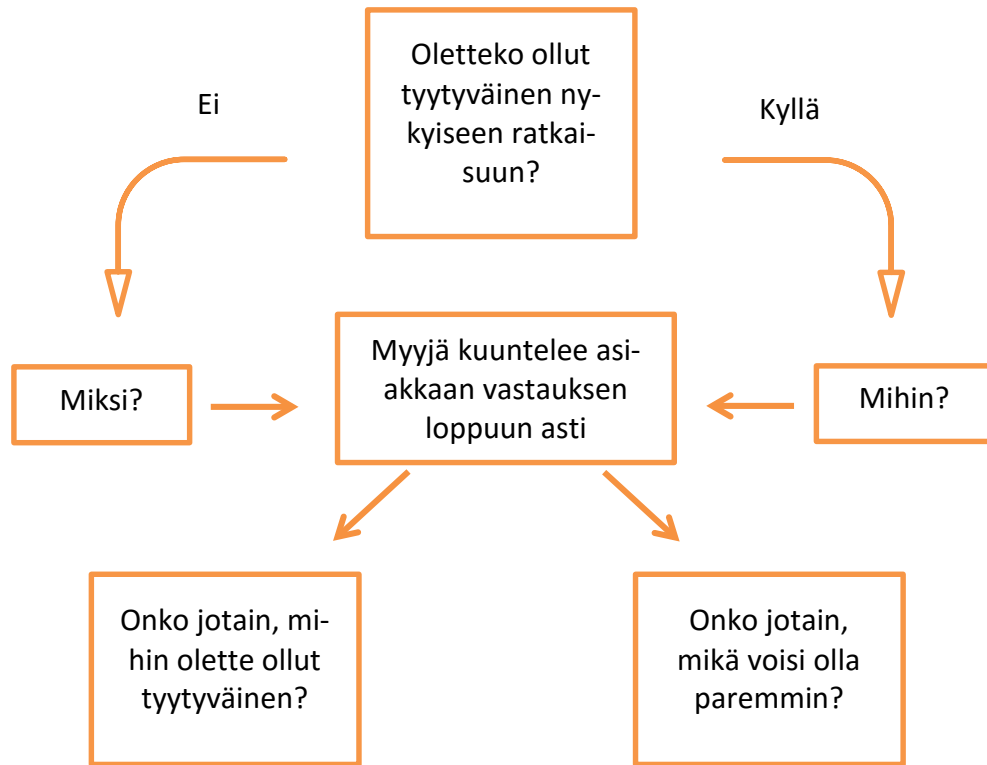 Oletteko ollut
tyytyväinen ny-
kyiseen ratkai-
suun?
Ei
Kyllä
Miksi?
Myyjä kuuntelee asi-
akkaan vastauksen
loppuun asti
Mihin?
Onko jotain, mi-
hin olette ollut
tyytyväinen?
Onko jotain,
mikä voisi olla
paremmin?